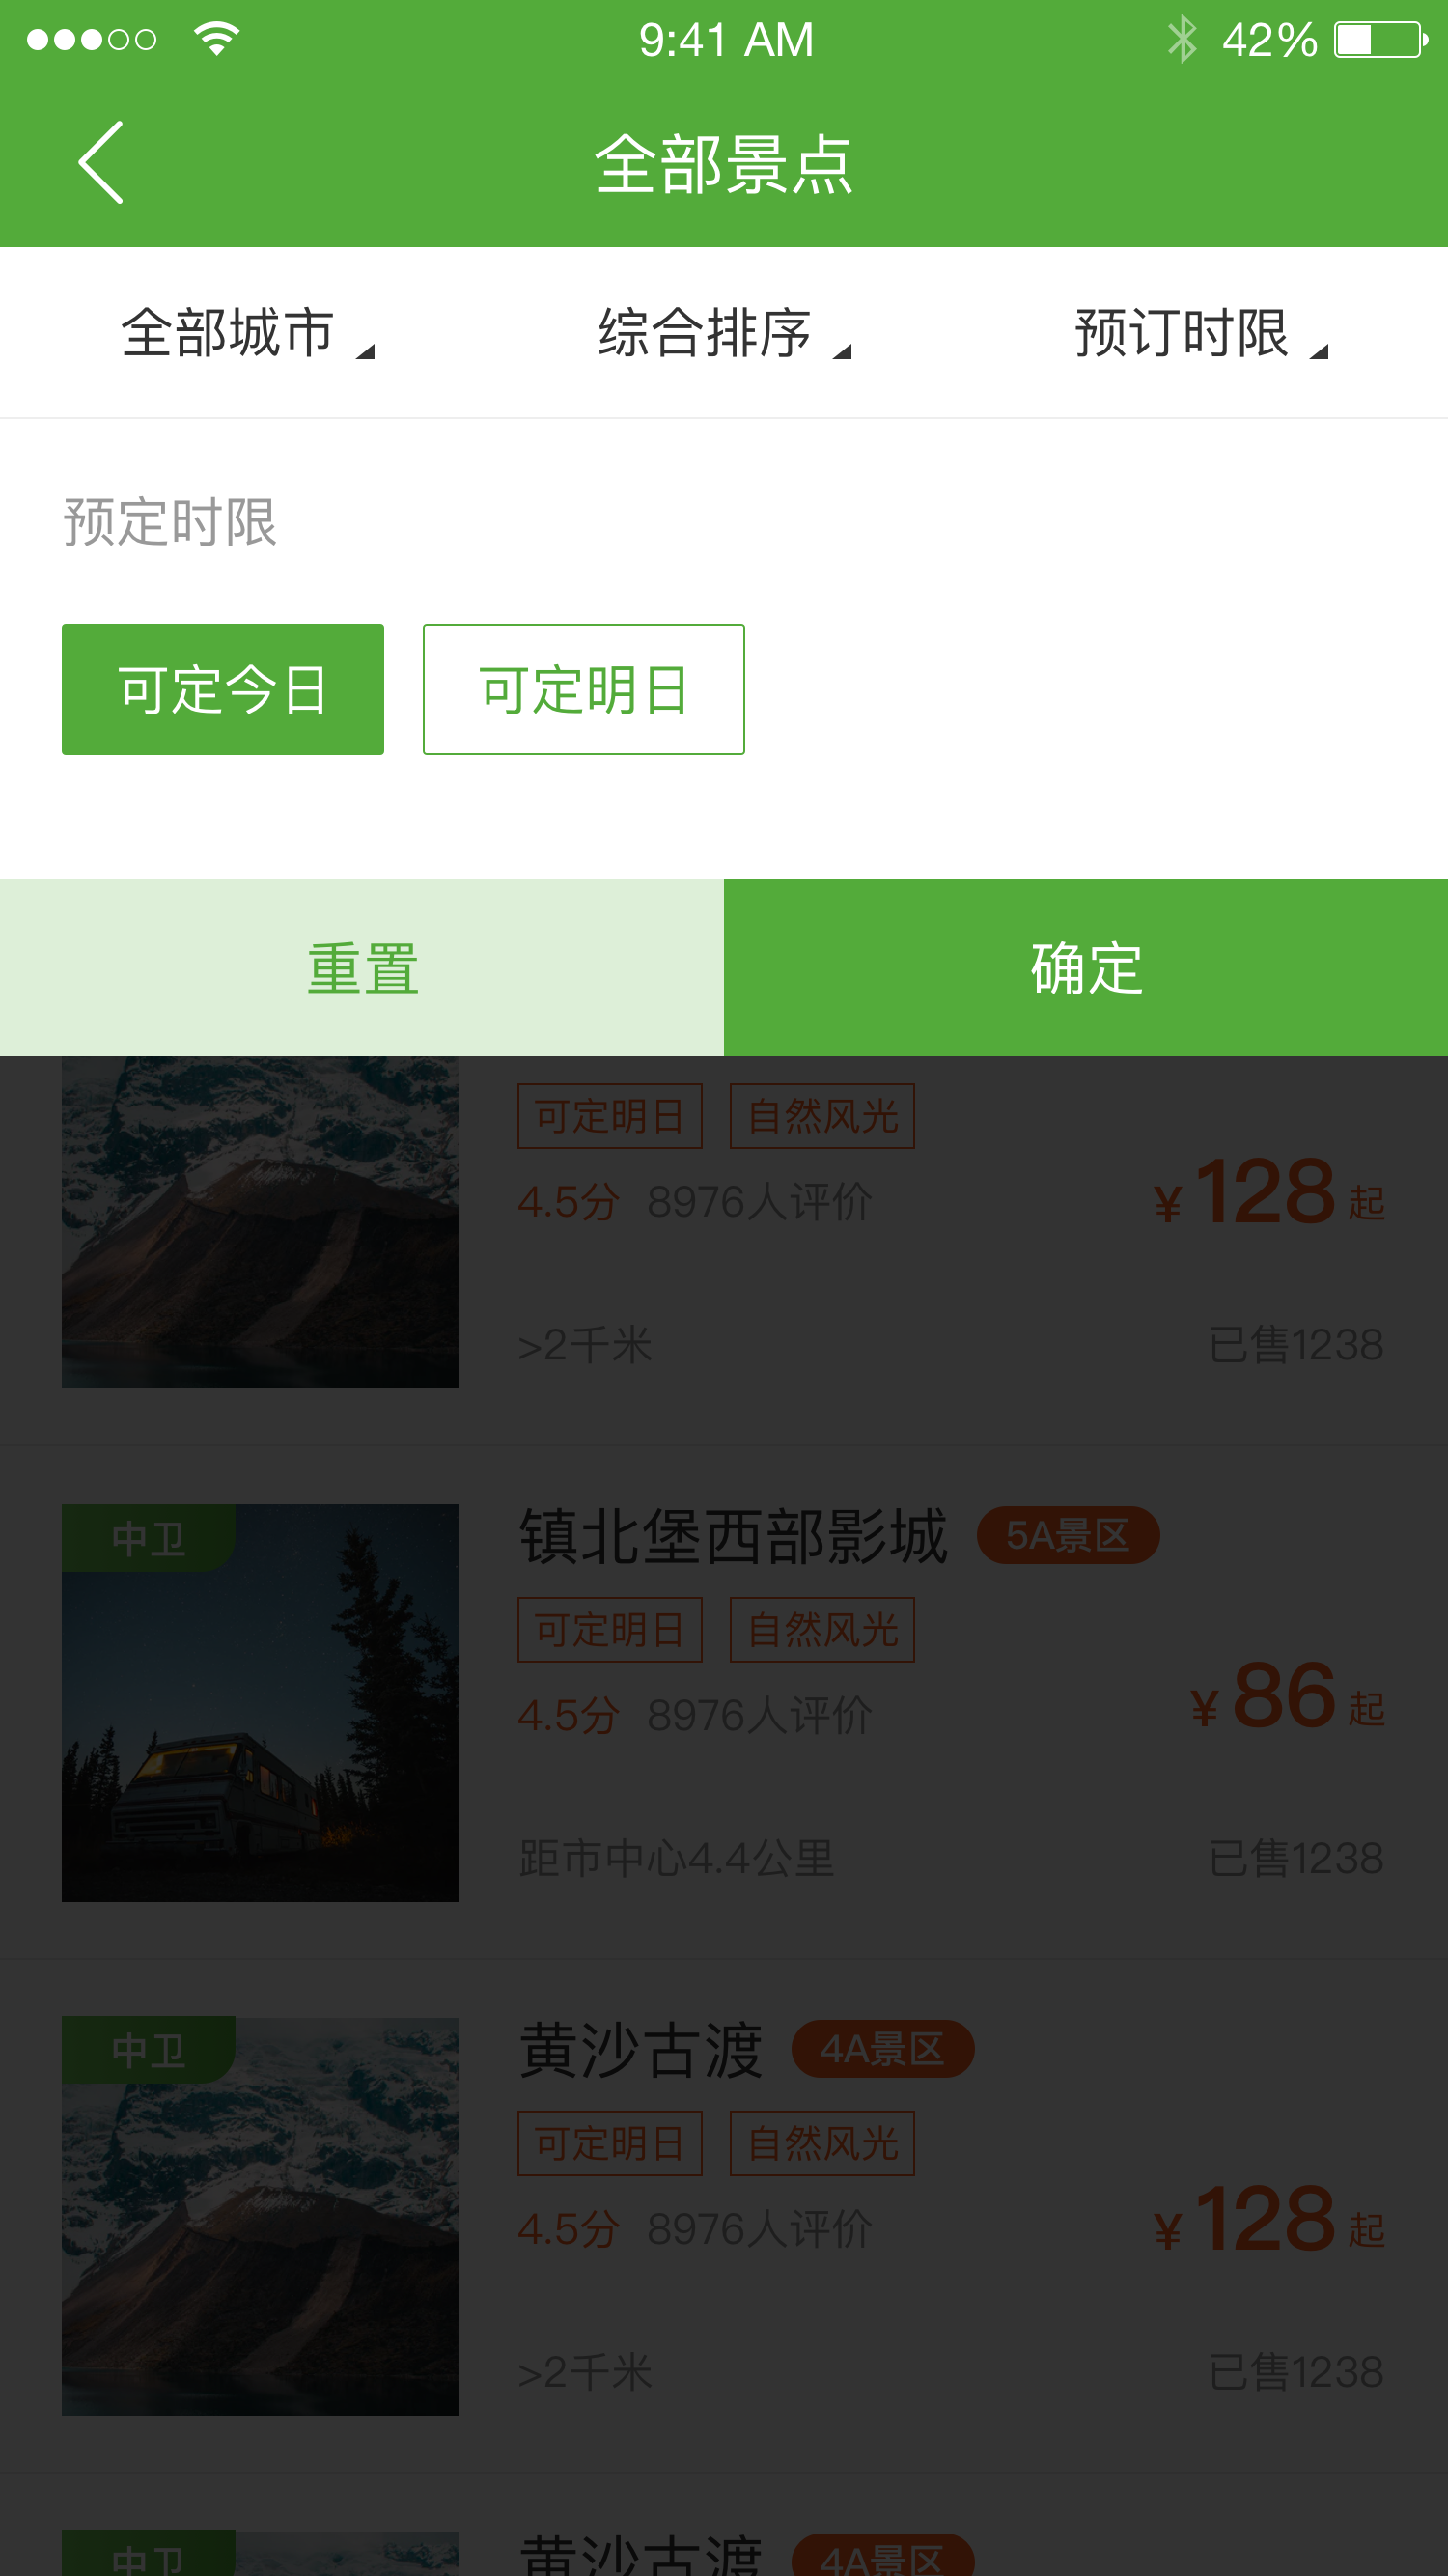 9:41 AM 42%
全部景点
全部城市 综合排序 预订时限
预定时限
可定今日 可定明日
重置 确定
可定明日 自然风光
4.5分 8976人评价 ¥128起
>2千米 已售1238
中卫 镇北堡西部影城 5A景区
可定明日 自然风光
4.5分 8976人评价 ¥86起
距市中心4.4公里 已售1238
中卫 黄沙古渡 4A景区
可定明日 自然风光
4.5分 8976人评价 ¥128起
>2千米 已售1238
中卫 黄沙古渡 4A景区